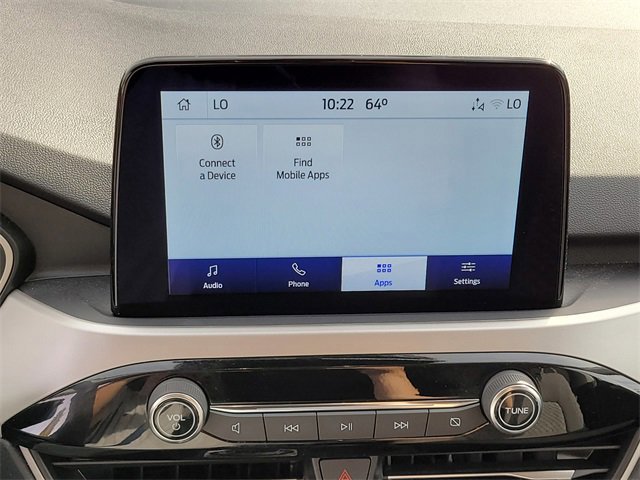 LO 10:22 64° LO
Connect
a Device
Find
Mobile Apps
Audio Phone Apps Settings
VOL TUNE